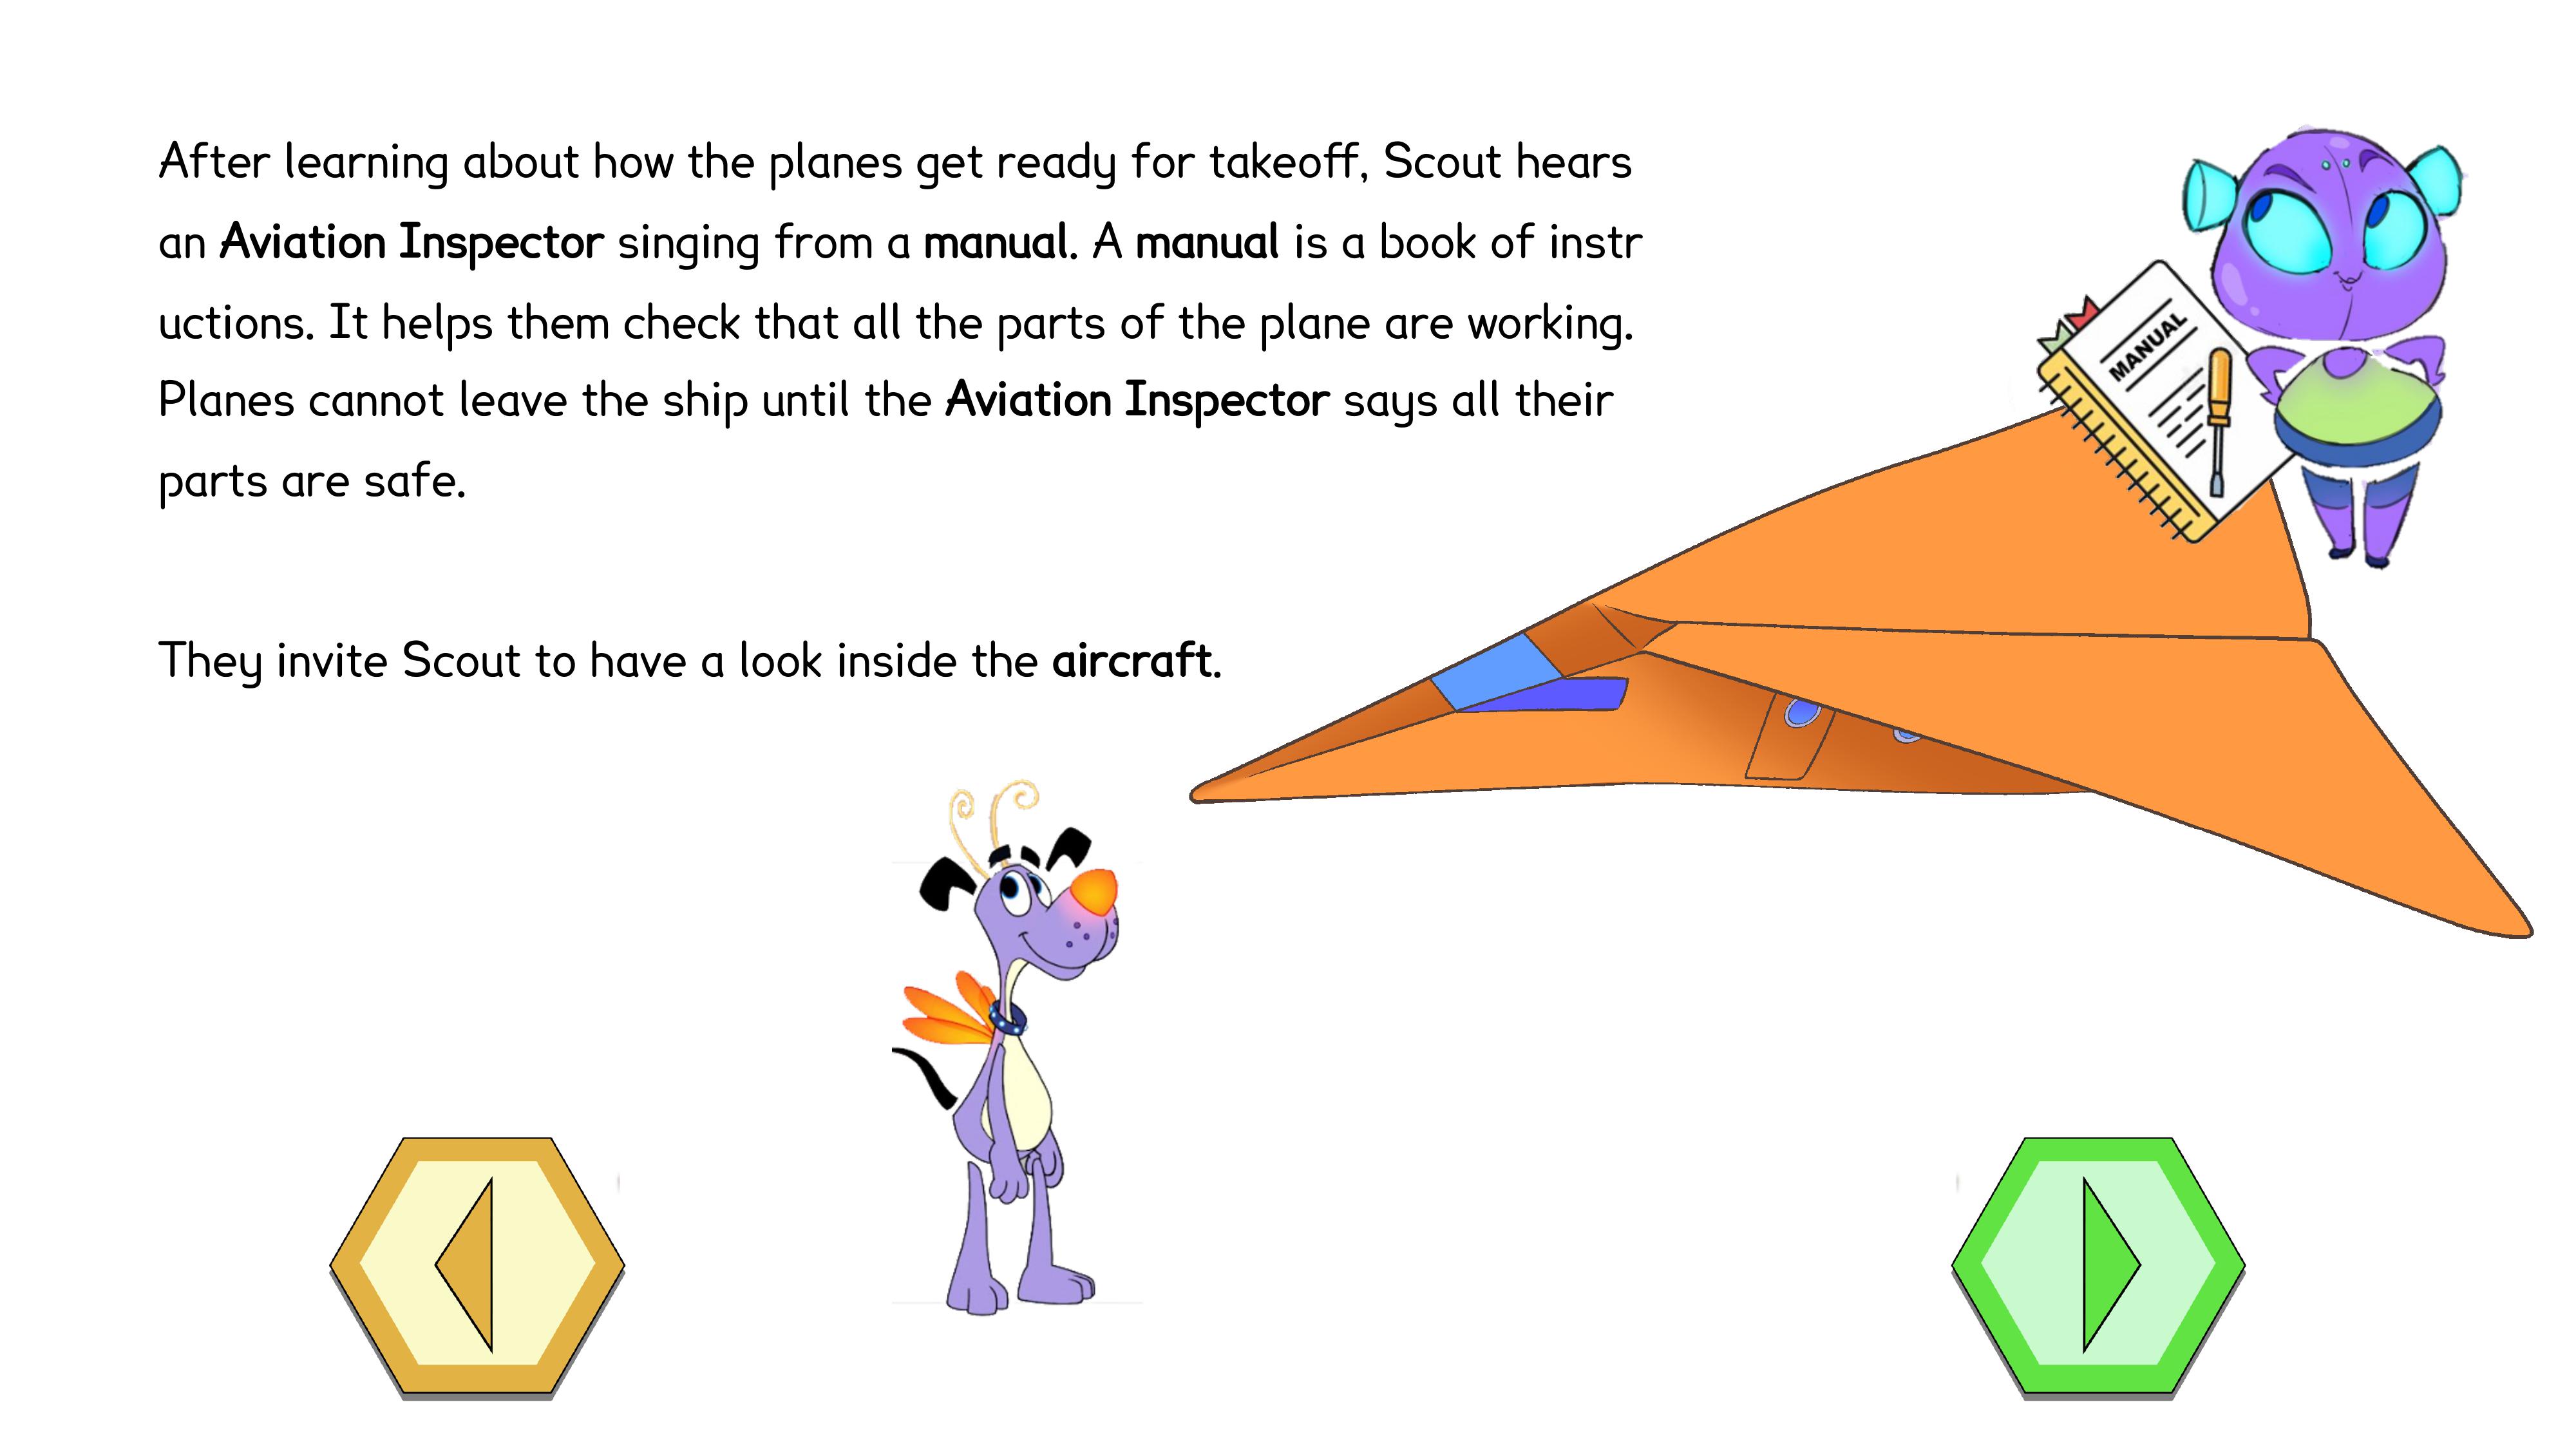 After learning about how the planes get ready for takeoff, Scout hears
an Aviation Inspector singing from a manual. A manual is a book of instr
uctions. It helps them check that all the parts of the plane are working.
Planes cannot leave the ship until the Aviation Inspector says all their
parts are safe.
They invite Scout to have a look inside the aircraft.
MANUAL